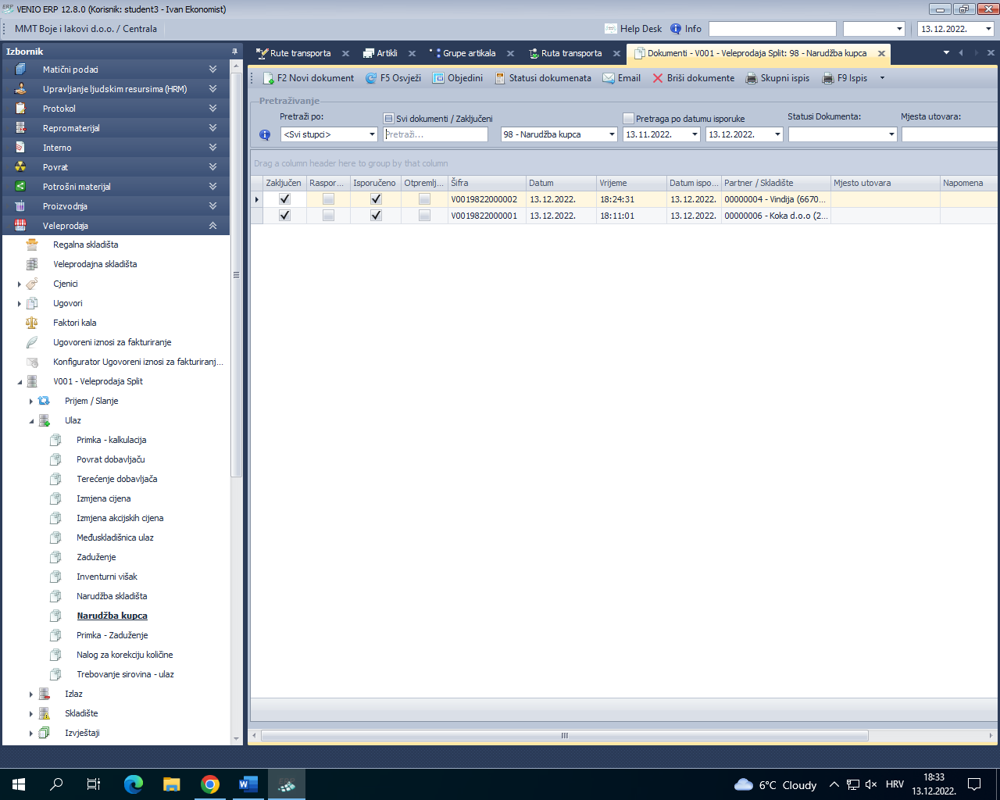 ERP VENIO ERP 12.8.0 (Korisnik: student3 - Ivan Ekonomist)
MMT Boje i lakovi d.o.o. / Centrala
Help Desk
Info
13.12.2022.
Izbornik
Matični podaci
Upravljanje ljudskim resursima (HRM)
Protokol
Repromaterijal
Interno
Povrat
Potrošni materijal
Proizvodnja
Veleprodaja
Regalna skladišta
Veleprodajna skladišta
Cjenici
Ugovori
Faktori kala
Ugovoreni iznosi za fakturiranje
Konfigurator Ugovoreni iznosi za fakturiranj...
V001 - Veleprodaja Split
Prijem / Slanje
Ulaz
Primka - kalkulacija
Povrat dobavljaču
Terećenje dobavljača
Izmjena cijena
Izmjena akcijskih cijena
Međuskladišnica ulaz
Zaduženje
Inventurni višak
Narudžba skladišta
Narudžba kupca
Primka - Zaduženje
Nalog za korekciju količine
Trebovanje sirovina - ulaz
Izlaz
Skladište
Izvještaji
Rute transporta
Artikli
Grupe artikala
Ruta transporta
Dokumenti - V001 - Veleprodaja Split: 98 - Narudžba kupca
F2 Novi dokument
F5 Osvježi
Objedini
Statusi dokumenata
Email
Briši dokumente
Skupni ispis
F9 Ispis
Pretraživanje
Pretraži po:
Svi dokumenti / Zaključeni
Pretraga po datumu isporuke
Statusi Dokumenta:
Mjesta utovara:
<Svi stupci>
Pretraži...
98 - Narudžba kupca
13.11.2022.
13.12.2022.
Drag a column header here to group by that column
Zaključen Raspor... Isporučeno Otpremlj... Šifra Datum Vrijeme Datum ispo... Partner / Skladište Mjesto utovara Napomena
V0019822000002 13.12.2022. 18:24:31 13.12.2022. 00000004 - Vindija (6670...
V0019822000001 13.12.2022. 18:11:01 13.12.2022. 00000006 - Koka d.o.o (2...
6°C Cloudy
HRV
18:33
13.12.2022.